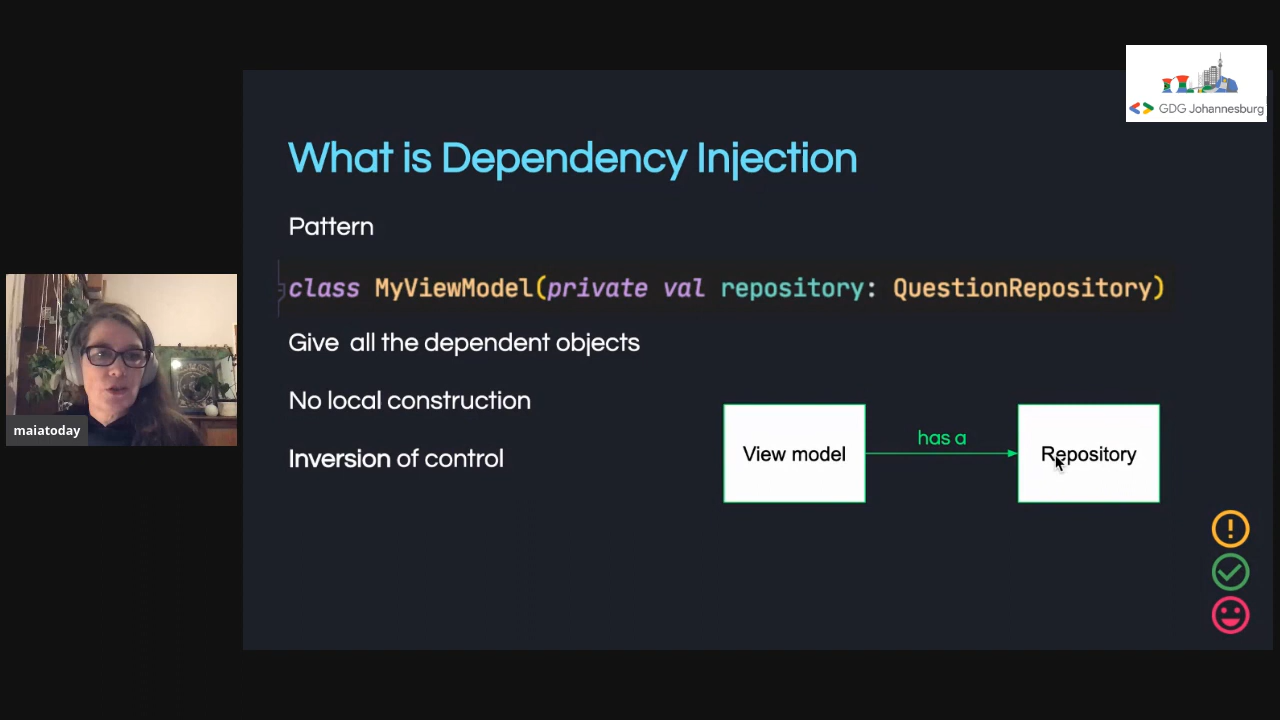 GDG Johannesburg
What is Dependency Injection
Pattern
class MyViewModel(private val repository: QuestionRepository)
Give all the dependent objects
No local construction
Inversion of control
View model
has a
Repository
maiatoday